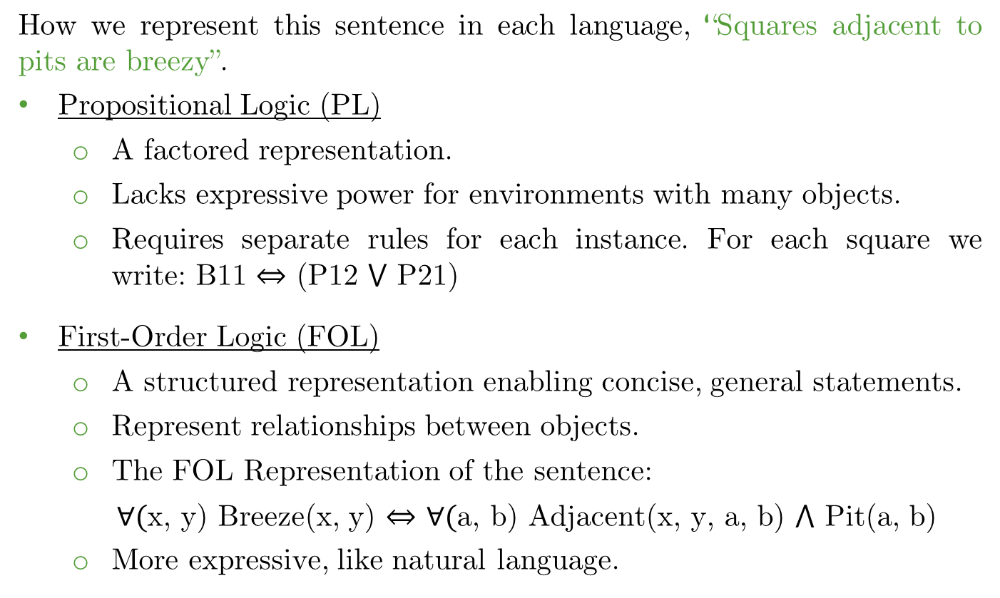 How we represent this sentence in each language, “Squares adjacent to
pits are breezy”.
• Propositional Logic (PL)
○ A factored representation.
○ Lacks expressive power for environments with many objects.
○ Requires separate rules for each instance. For each square we
write: B11 ⇔ (P12 ⋁ P21)
• First-Order Logic (FOL)
○ A structured representation enabling concise, general statements.
○ Represent relationships between objects.
○ The FOL Representation of the sentence:
∀(x, y) Breeze(x, y) ⇔ ∀(a, b) Adjacent(x, y, a, b) ⋀ Pit(a, b)
○ More expressive, like natural language.